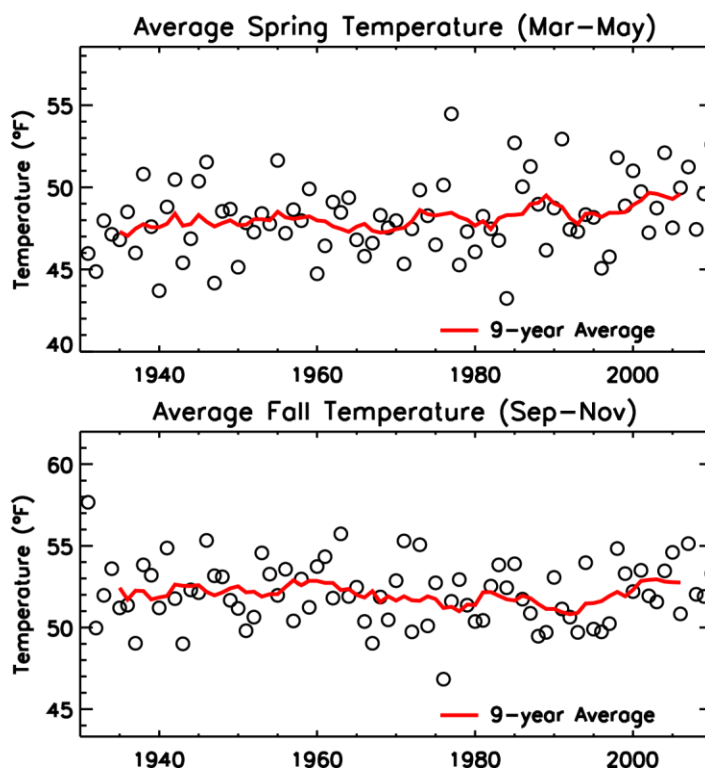 Average Spring Temperature (Mar–May)
Temperature (°F)
55
50
45
40
9-year Average
1940 1960 1980 2000
Average Fall Temperature (Sep–Nov)
Temperature (°F)
60
55
50
45
9-year Average
1940 1960 1980 2000